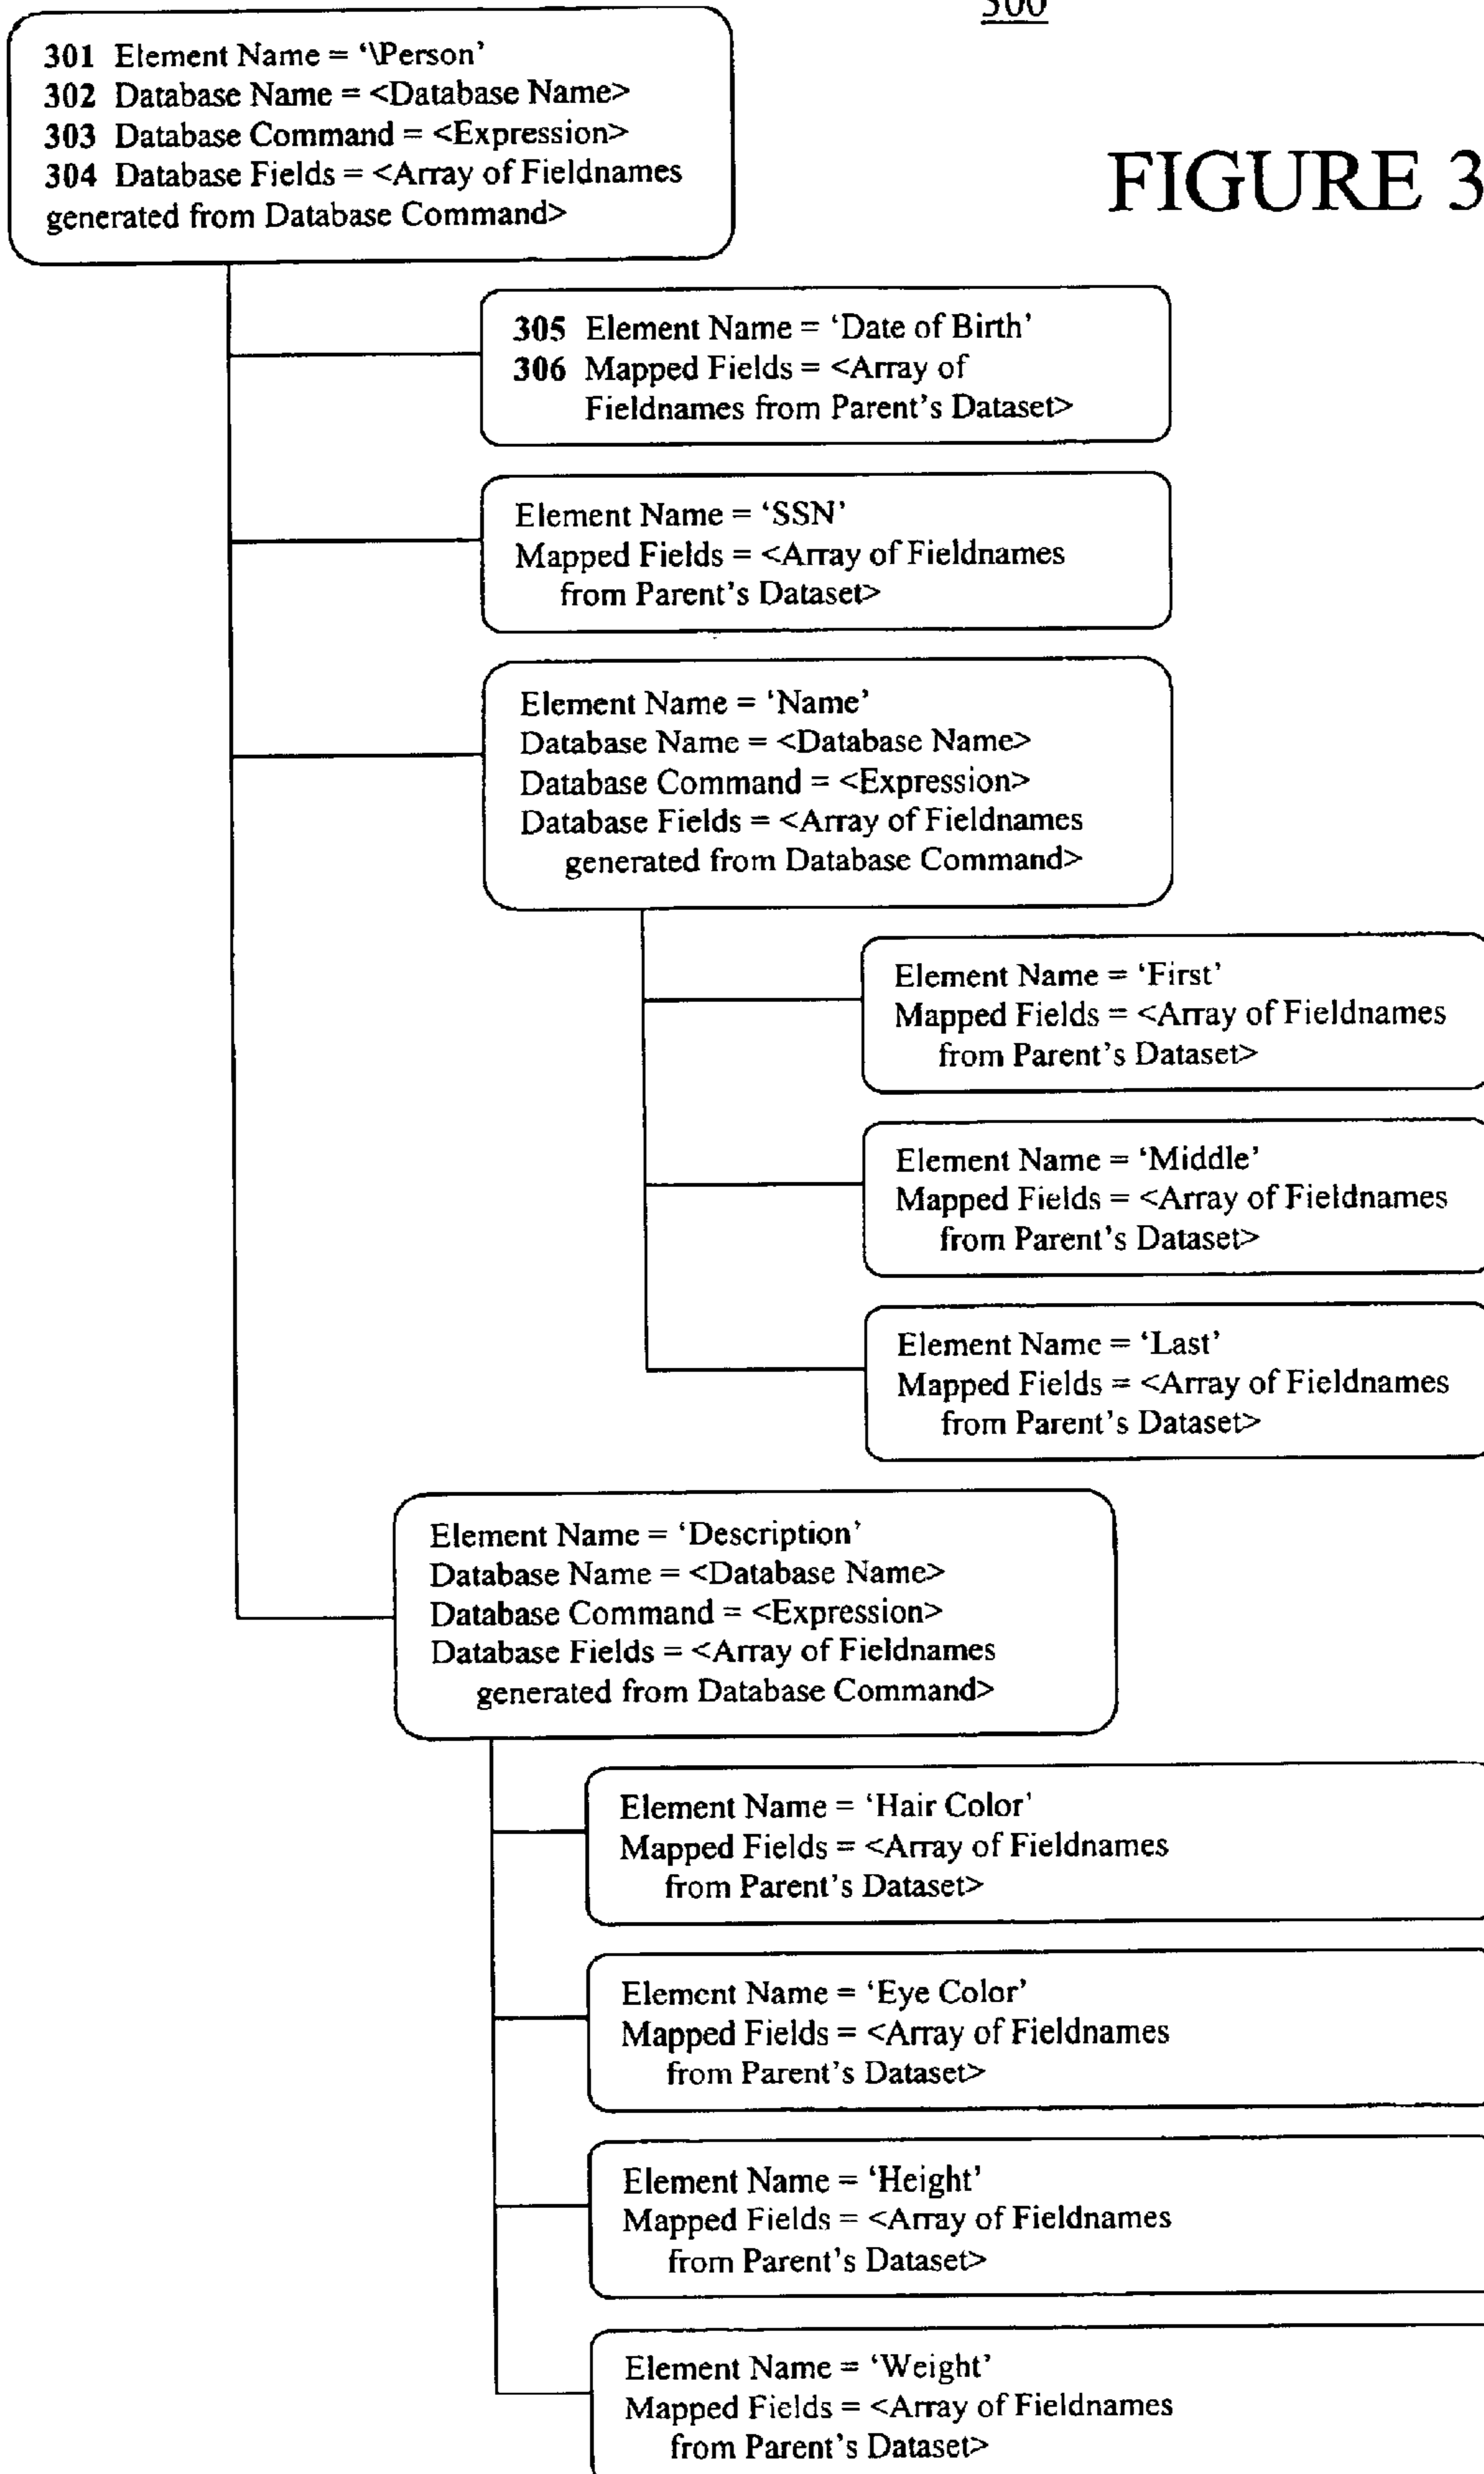 300
301 Element Name = ‘\Person’
302 Database Name = <Database Name>
303 Database Command = <Expression>
304 Database Fields = <Array of Fieldnames
generated from Database Command>
FIGURE 3
305 Element Name = ‘Date of Birth’
306 Mapped Fields = <Array of
Fieldnames from Parent's Dataset>
Element Name = ‘SSN’
Mapped Fields = <Array of Fieldnames
from Parent's Dataset>
Element Name = ‘Name’
Database Name = <Database Name>
Database Command = <Expression>
Database Fields = <Array of Fieldnames
generated from Database Command>
Element Name = ‘First’
Mapped Fields = <Array of Fieldnames
from Parent's Dataset>
Element Name = ‘Middle’
Mapped Fields = <Array of Fieldnames
from Parent's Dataset>
Element Name = ‘Last’
Mapped Fields = <Array of Fieldnames
from Parent's Dataset>
Element Name = ‘Description’
Database Name = <Database Name>
Database Command = <Expression>
Database Fields = <Array of Fieldnames
generated from Database Command>
Element Name = ‘Hair Color’
Mapped Fields = <Array of Fieldnames
from Parent's Dataset>
Element Name = ‘Eye Color’
Mapped Fields = <Array of Fieldnames
from Parent's Dataset>
Element Name = ‘Height’
Mapped Fields = <Array of Fieldnames
from Parent's Dataset>
Element Name = ‘Weight’
Mapped Fields = <Array of Fieldnames
from Parent's Dataset>